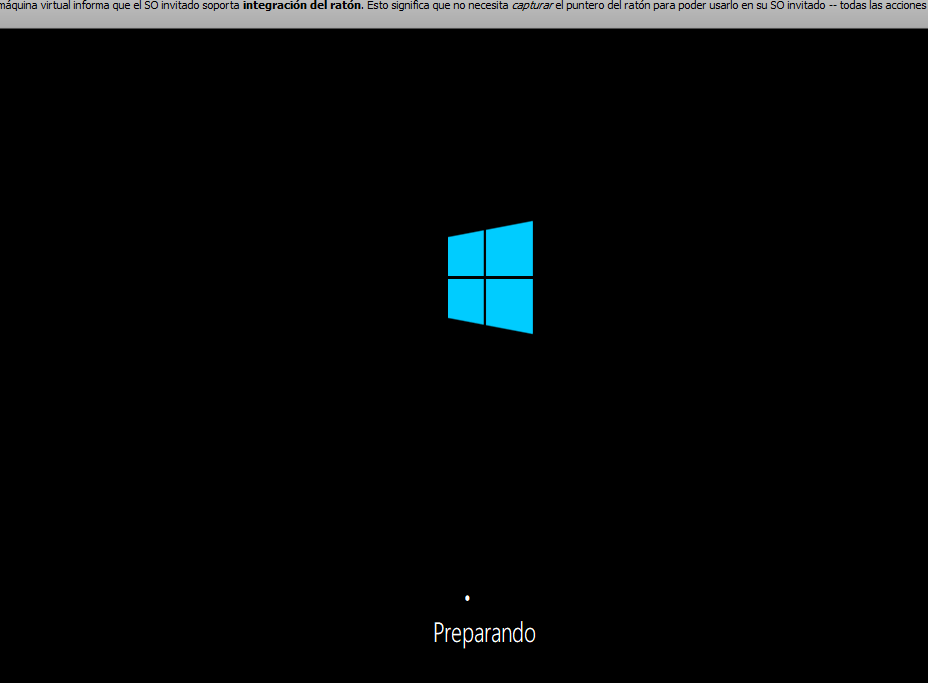 máquina virtual informa que el SO invitado soporta integración del ratón. Esto significa que no necesita capturar el puntero del ratón para poder usarlo en su SO invitado -- todas las acciones
Preparando